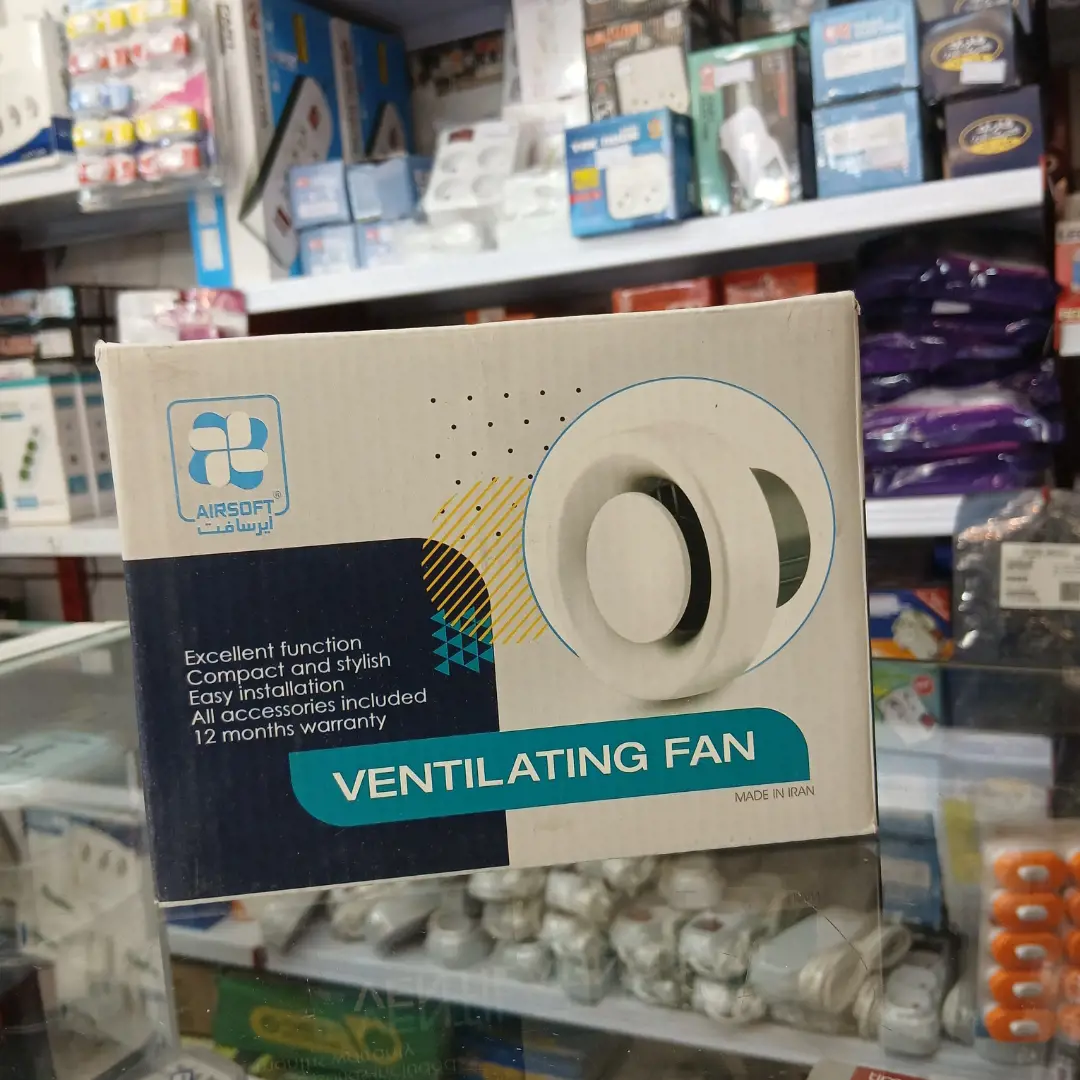 AIRSOFT®
ایرسافت
Excellent function
Compact and stylish
Easy installation
All accessories included
12 months warranty
VENTILATING FAN
MADE IN IRAN